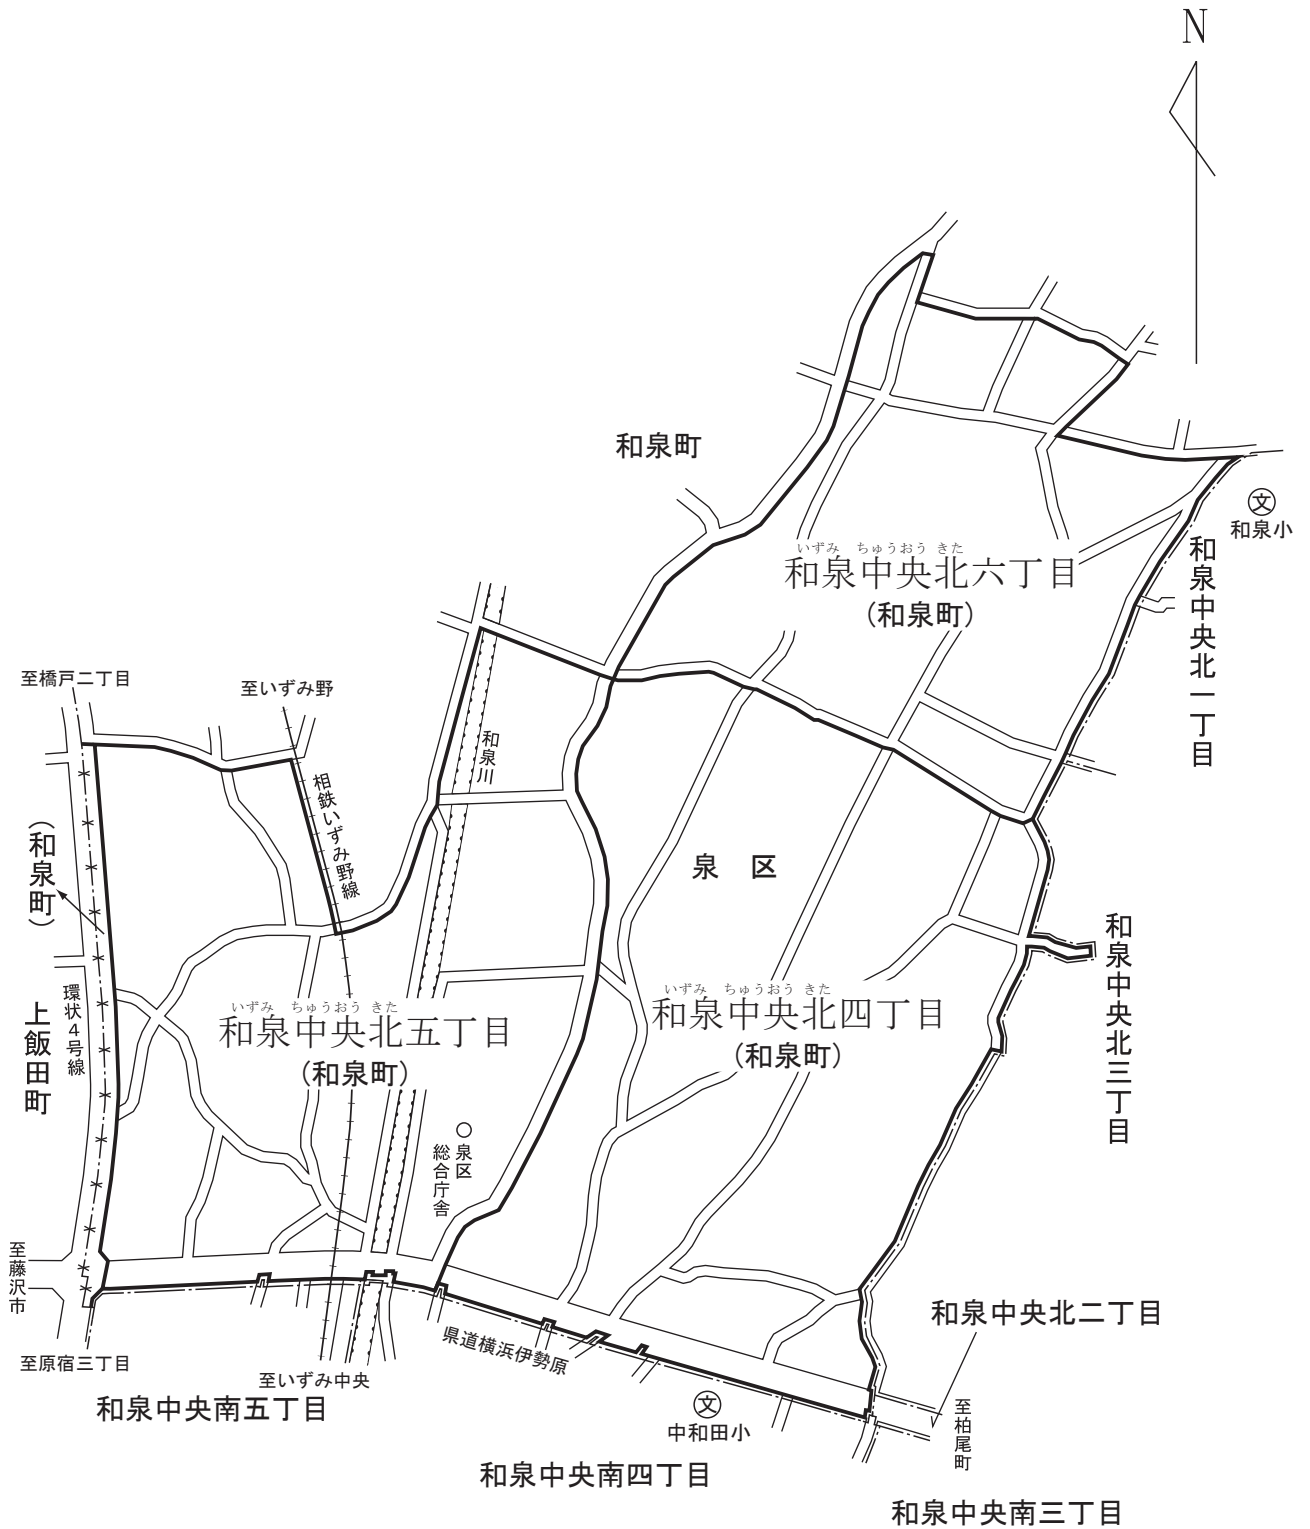 N
和泉町
文
和泉小
いずみ ちゅうおう きた
和泉中央北六丁目
(和泉町)
和泉中央北一丁目
至橋戸二丁目
至いずみ野
和泉川
相鉄いずみ野線
(和泉町)
泉 区
和泉中央北三丁目
上飯田町
環状4号線
いずみ ちゅうおう きた
和泉中央北五丁目
(和泉町)
いずみ ちゅうおう きた
和泉中央北四丁目
(和泉町)
泉区
総合庁舎
至藤沢市
至原宿三丁目
至いずみ中央
県道横浜伊勢原
和泉中央北二丁目
和泉中央南五丁目
文
中和田小
至柏尾町
和泉中央南四丁目
和泉中央南三丁目